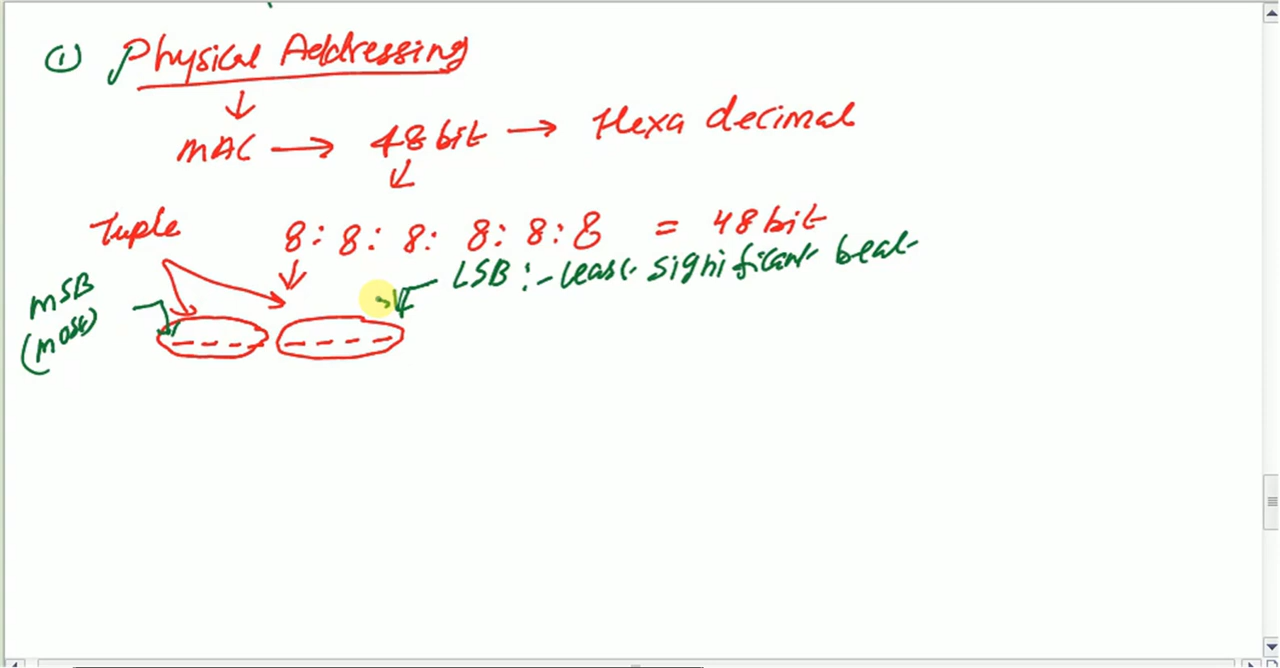 ① Physical Addressing
MAC → 48 bit → Hexa decimal
Tuple
8: 8: 8: 8: 8: 8 = 48 bit
LSB :- least significant beat
MSB
(most)